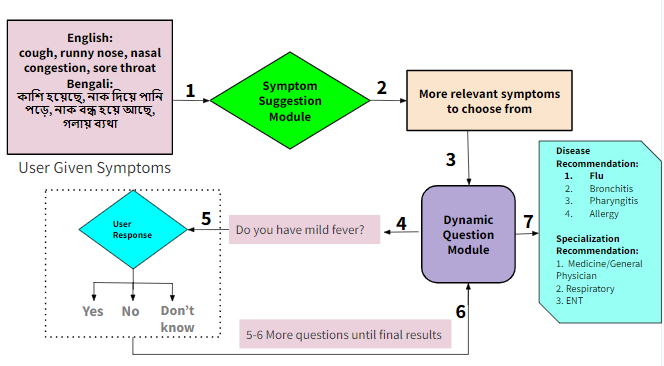 English:
cough, runny nose, nasal
congestion, sore throat
Bengali:
কাশি হয়েছে, নাক দিয়ে পানি
পড়ে, নাক বন্ধ হয়ে আছে,
গলায় ব্যথা
User Given Symptoms
1
Symptom
Suggestion
Module
2
More relevant symptoms
to choose from
3
Dynamic
Question
Module
4
Do you have mild fever?
5
User
Response
Yes
No
Don't
know
6
5-6 More questions until final results
7
Disease
Recommendation:
1. Flu
2. Bronchitis
3. Pharyngitis
4. Allergy
Specialization
Recommendation:
1. Medicine/General
Physician
2. Respiratory
3. ENT